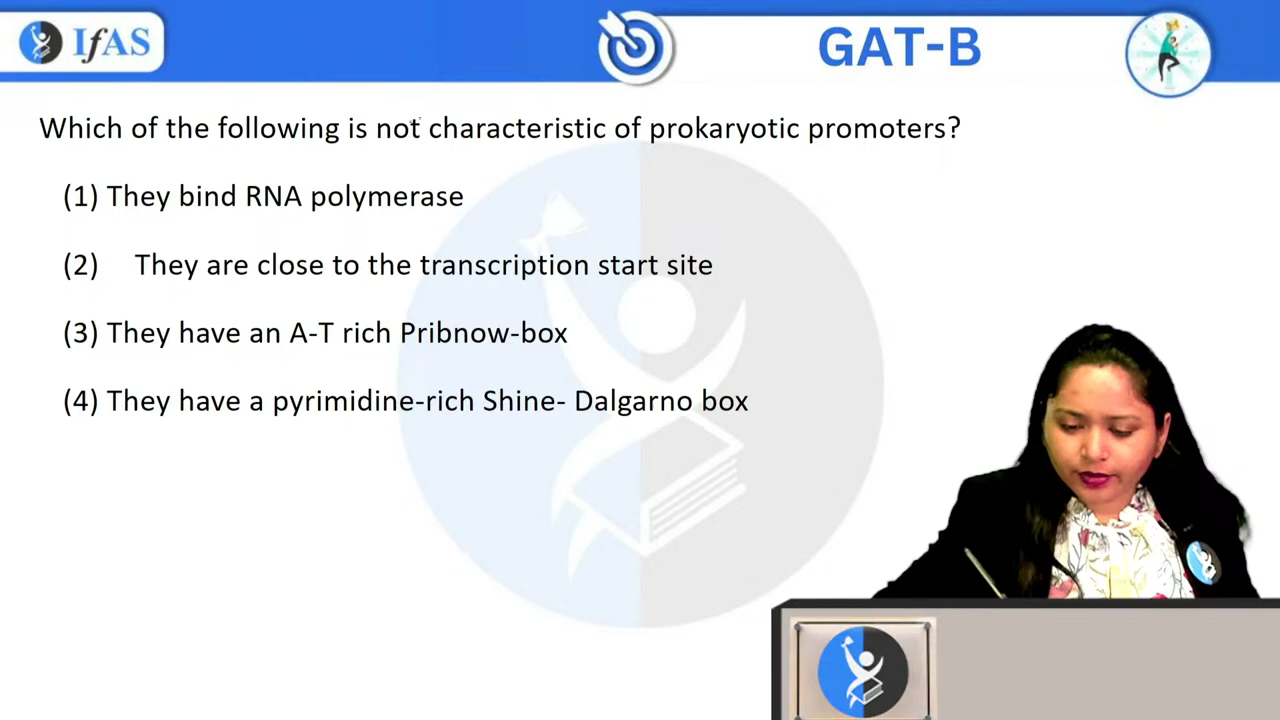 IfAS
GAT-B
Which of the following is not characteristic of prokaryotic promoters?
(1) They bind RNA polymerase
(2) They are close to the transcription start site
(3) They have an A-T rich Pribnow-box
(4) They have a pyrimidine-rich Shine- Dalgarno box